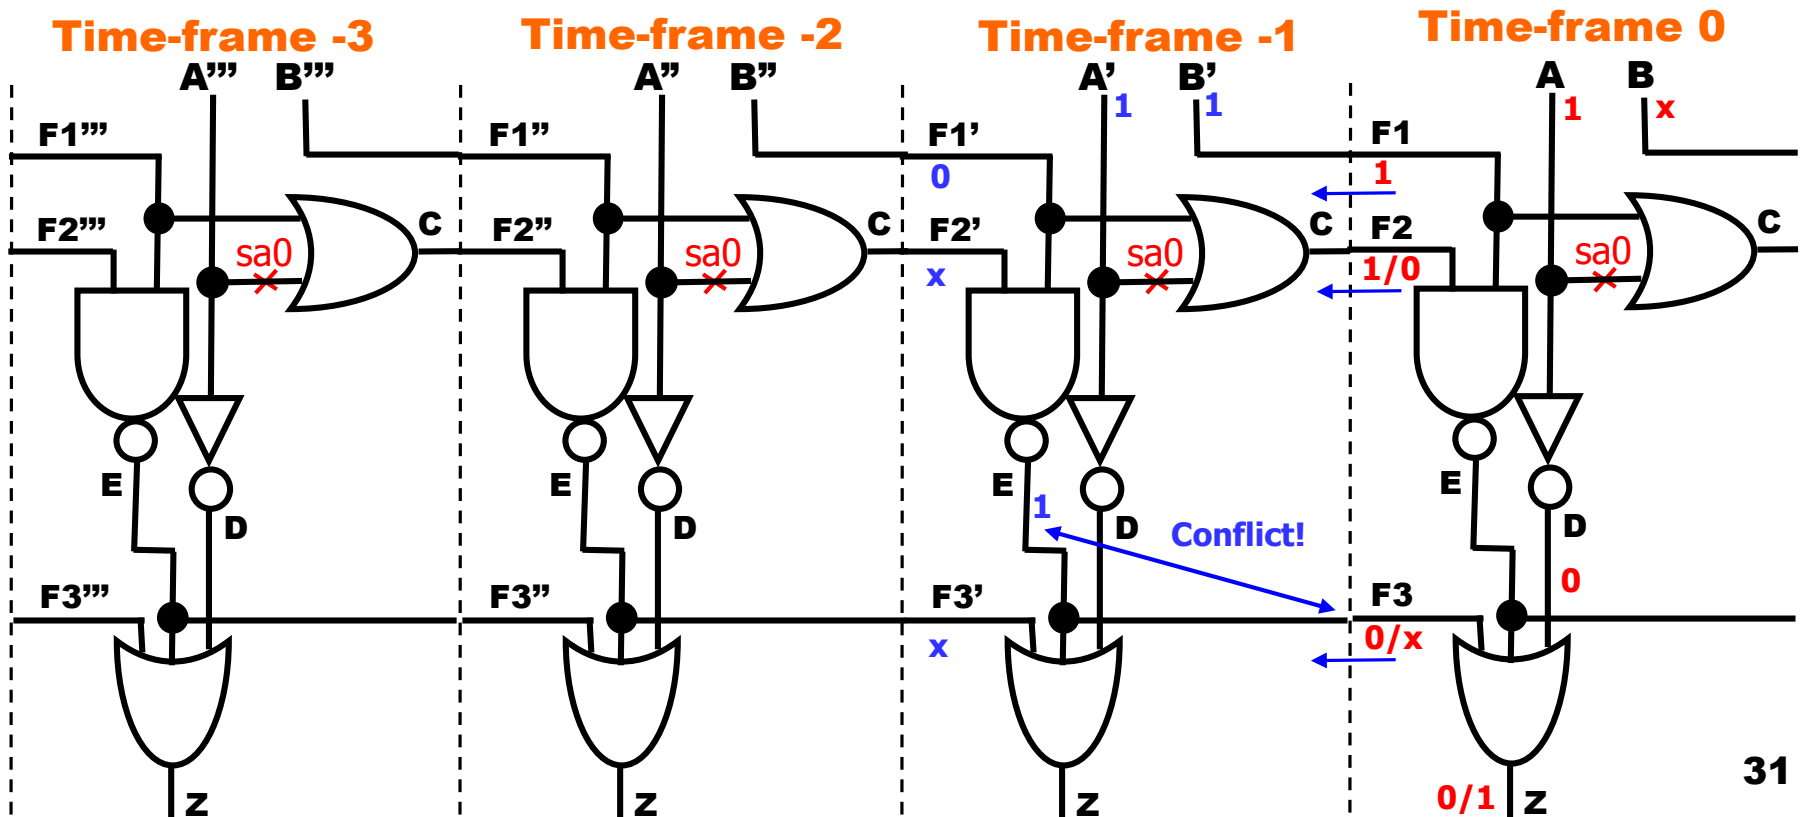 Time-frame -3 Time-frame -2 Time-frame -1 Time-frame 0
A’’’ B’’’ A’’ B’’ A’ B’ A B
1 1 1 x
F1’’’ F1’’ F1’ F1
0 1
F2’’’ C F2’’ C F2’ C F2 C
sa0 sa0 sa0 sa0
x 1/0
E E E E
1
D D D D
Conflict!
0
F3’’’ F3’’ F3’ F3
x 0/x
31
z z z 0/1 z